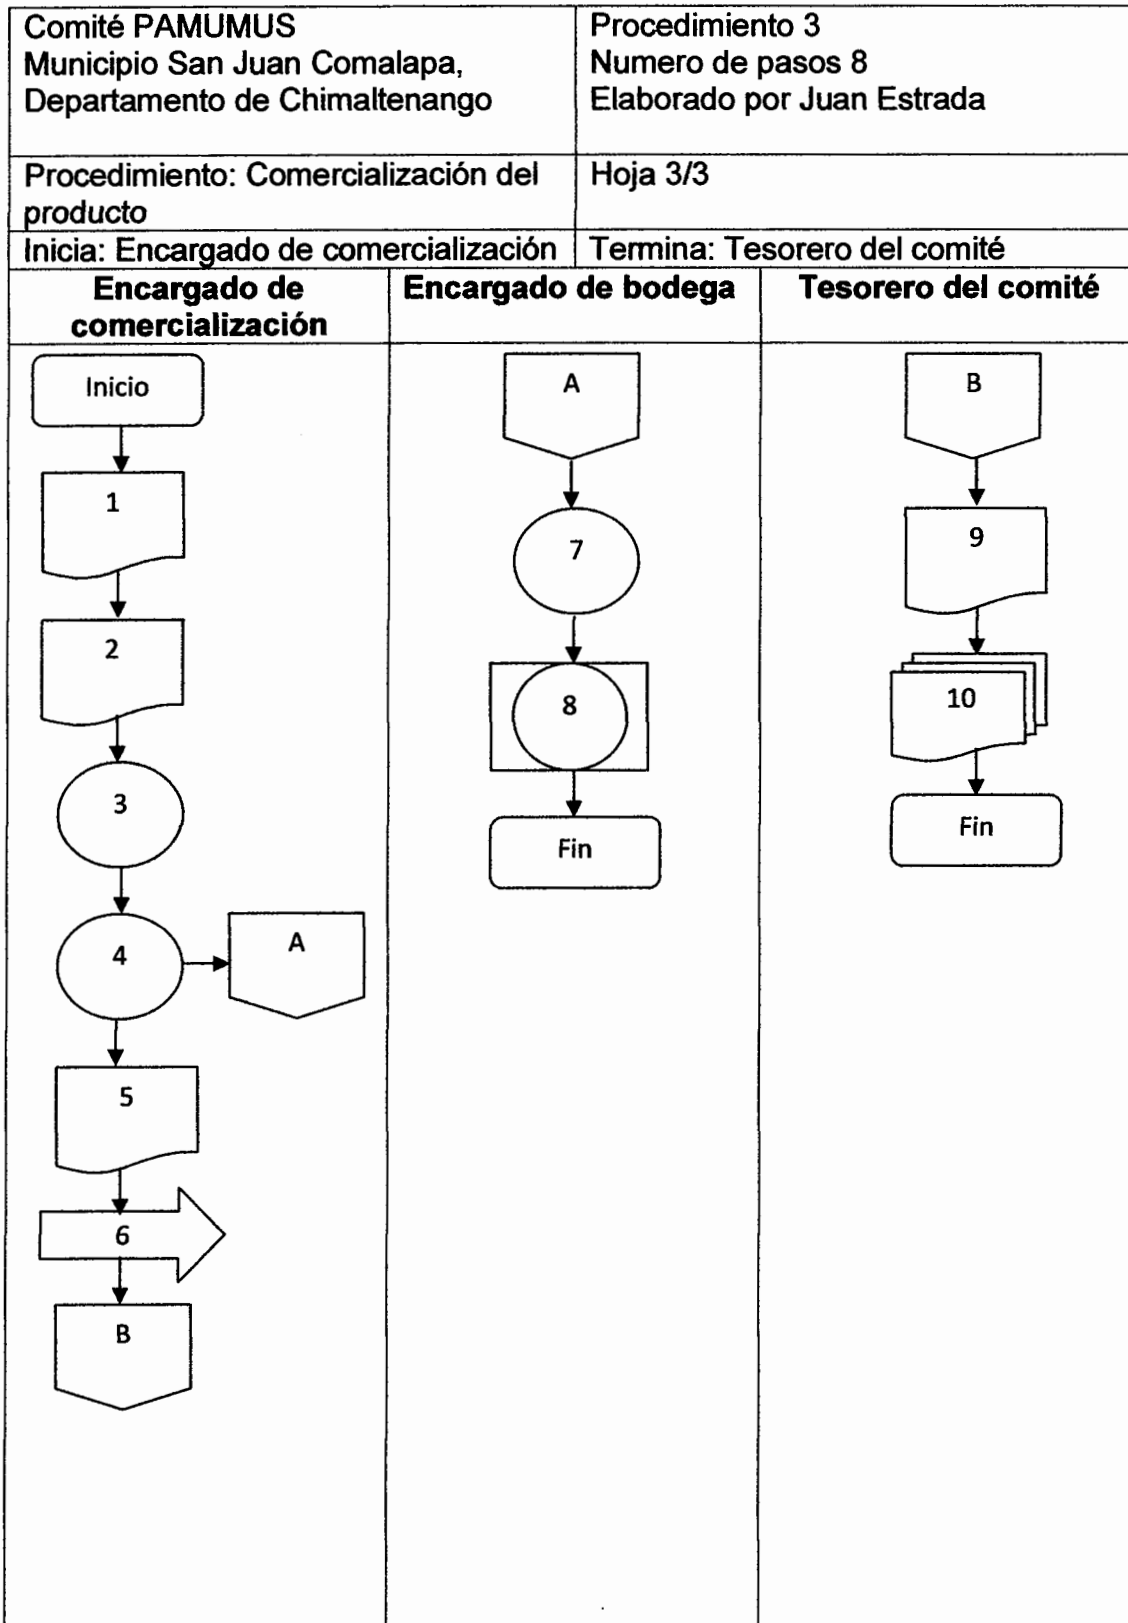 Comité PAMUMUS
Municipio San Juan Comalapa,
Departamento de Chimaltenango
Procedimiento 3
Numero de pasos 8
Elaborado por Juan Estrada
Procedimiento: Comercialización del
producto
Hoja 3/3
Inicia: Encargado de comercialización
Termina: Tesorero del comité
Encargado de
comercialización
Encargado de bodega
Tesorero del comité
Inicio
1
2
3
4
A
5
6
B
A
7
8
Fin
B
9
10
Fin